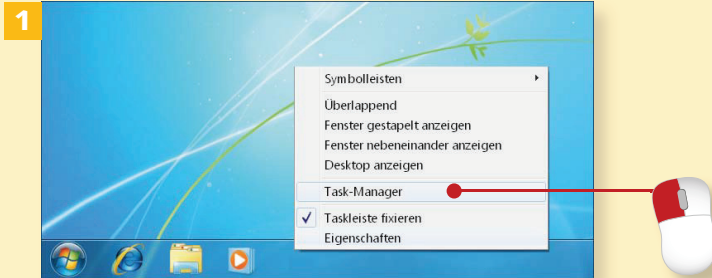 1
Symbolleisten
Überlappend
Fenster gestapelt anzeigen
Fenster nebeneinander anzeigen
Desktop anzeigen
Task-Manager
Taskleiste fixieren
Eigenschaften